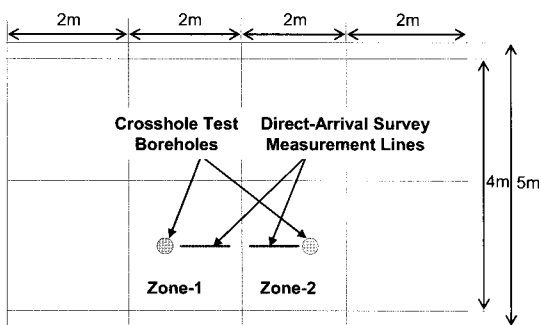 2m 2m 2m 2m
Crosshole Test Direct-Arrival Survey
Boreholes Measurement Lines
4m 5m
Zone-1 Zone-2